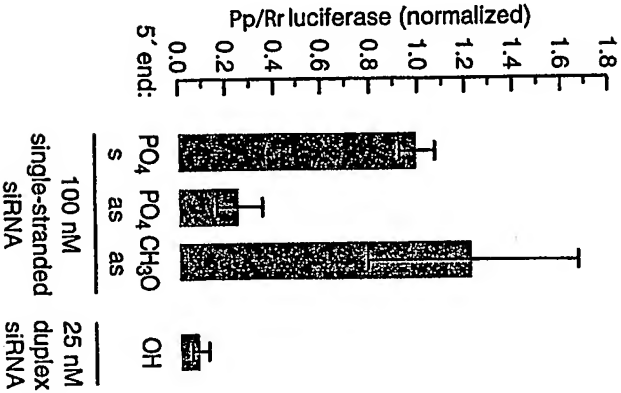 Pp/Rr luciferase (normalized)
1.8
1.4
1.2
1.0
0.8
0.6
0.4
0.2
0.0
5′ end: PO₄ PO₄ CH₃O OH
s as as
100 nM
single-stranded
siRNA
25 nM
duplex
siRNA